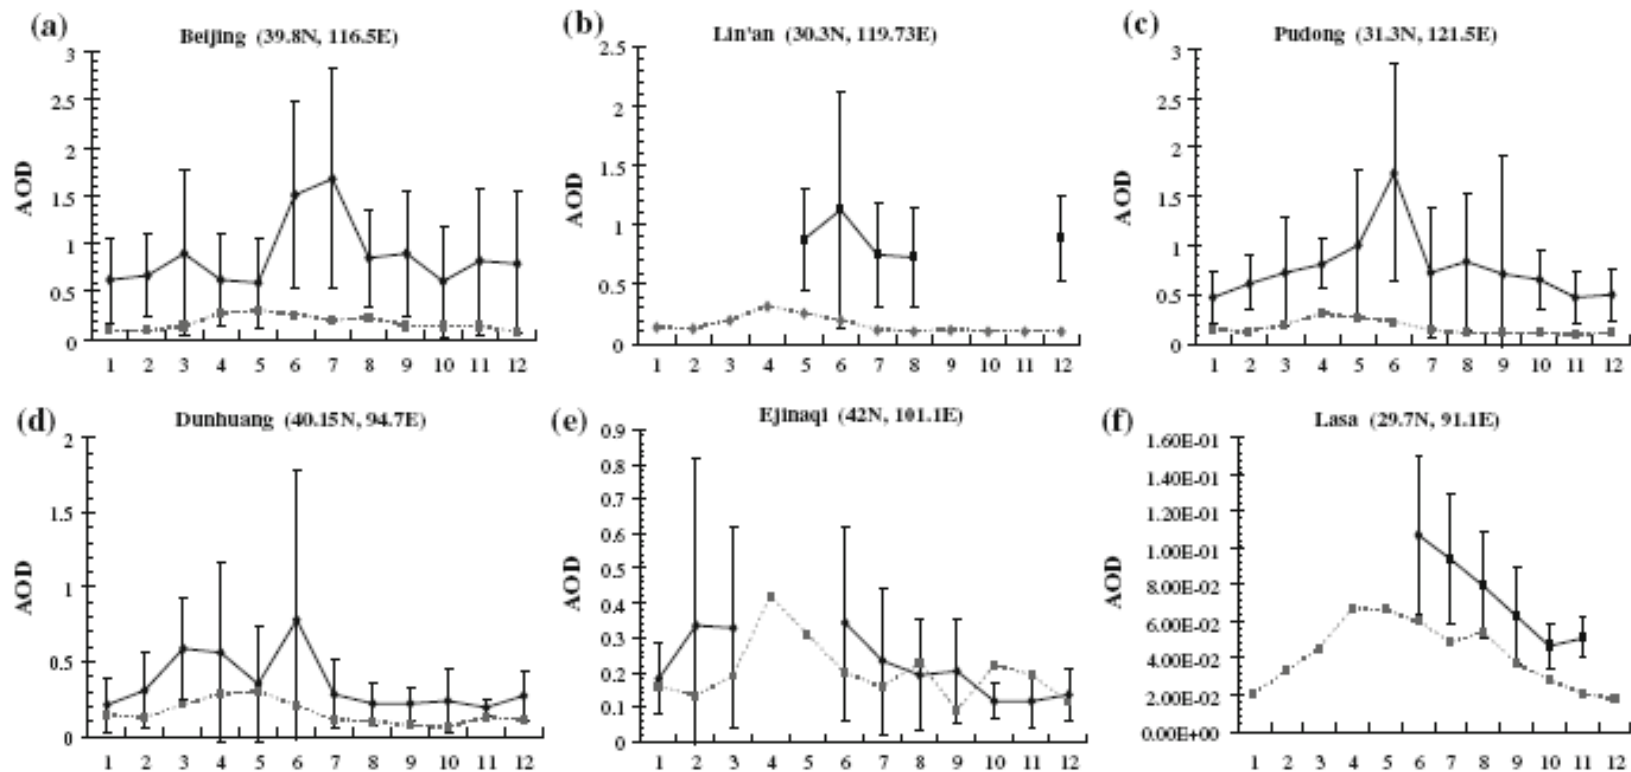 (a) Beijing (39.8N, 116.5E)
3
2.5
2
1.5
1
0.5
0
AOD
1 2 3 4 5 6 7 8 9 10 11 12
(b) Lin'an (30.3N, 119.73E)
2.5
2
1.5
1
0.5
0
AOD
1 2 3 4 5 6 7 8 9 10 11 12
(c) Pudong (31.3N, 121.5E)
3
2.5
2
1.5
1
0.5
0
AOD
1 2 3 4 5 6 7 8 9 10 11 12
(d) Dunhuang (40.15N, 94.7E)
2
1.5
1
0.5
0
AOD
1 2 3 4 5 6 7 8 9 10 11 12
(e) Ejinaqi (42N, 101.1E)
0.9
0.8
0.7
0.6
0.5
0.4
0.3
0.2
0.1
0
AOD
1 2 3 4 5 6 7 8 9 10 11 12
(f) Lasa (29.7N, 91.1E)
1.60E-01
1.40E-01
1.20E-01
1.00E-01
8.00E-02
6.00E-02
4.00E-02
2.00E-02
0.00E+00
AOD
1 2 3 4 5 6 7 8 9 10 11 12